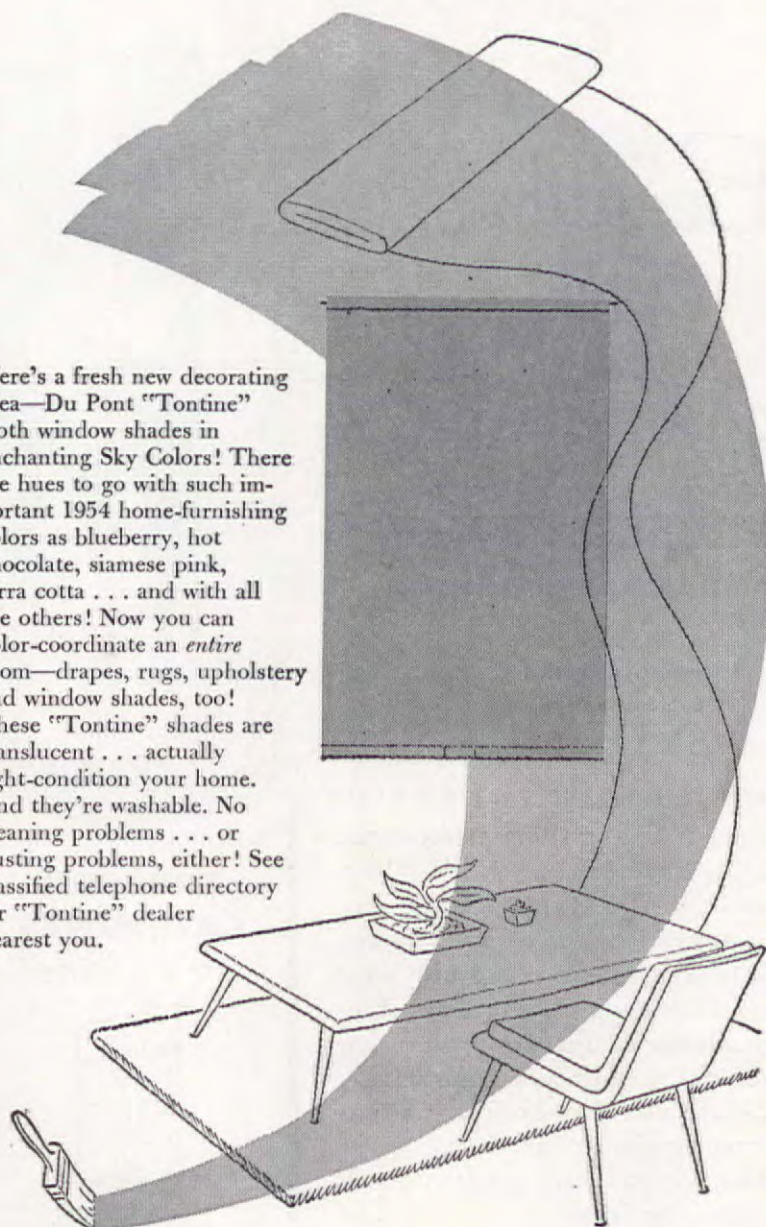 ere's a fresh new decorating
ea—Du Pont "Tontine"
oth window shades in
nchanting Sky Colors! There
e hues to go with such im-
ortant 1954 home-furnishing
olors as blueberry, hot
hocolate, siamese pink,
rra cotta . . . and with all
e others! Now you can
olor-coordinate an entire
om—drapes, rugs, upholstery
d window shades, too!
hese "Tontine" shades are
anslucent . . . actually
ght-condition your home.
nd they're washable. No
eaning problems . . . or
usting problems, either! See
assified telephone directory
r "Tontine" dealer
earest you.